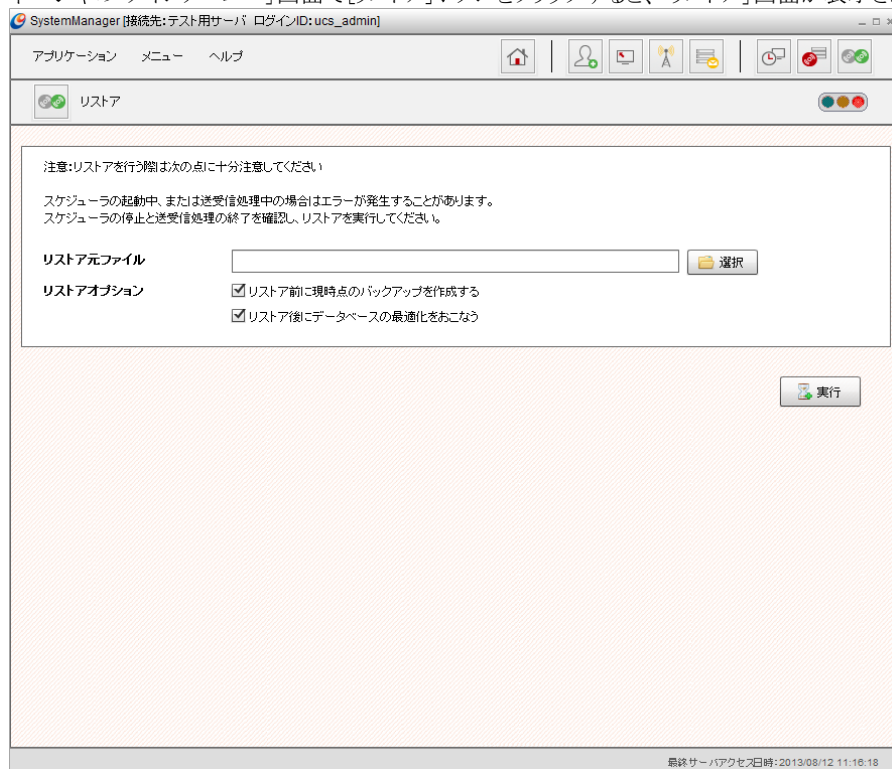 SystemManager [接続先:テスト用サーバ ログインID:ucs_admin]
アプリケーション メニュー ヘルプ
リストア
注意:リストアを行う際は次の点に十分注意してください
スケジューラの起動中、または送受信処理中の場合はエラーが発生することがあります。
スケジューラの停止と送受信処理の終了を確認し、リストアを実行してください。
リストア元ファイル
選択
リストアオプション
リストア前に現時点のバックアップを作成する
リストア後にデータベースの最適化をおこなう
実行
最終サーバアクセス日時:2013/08/12 11:16:18